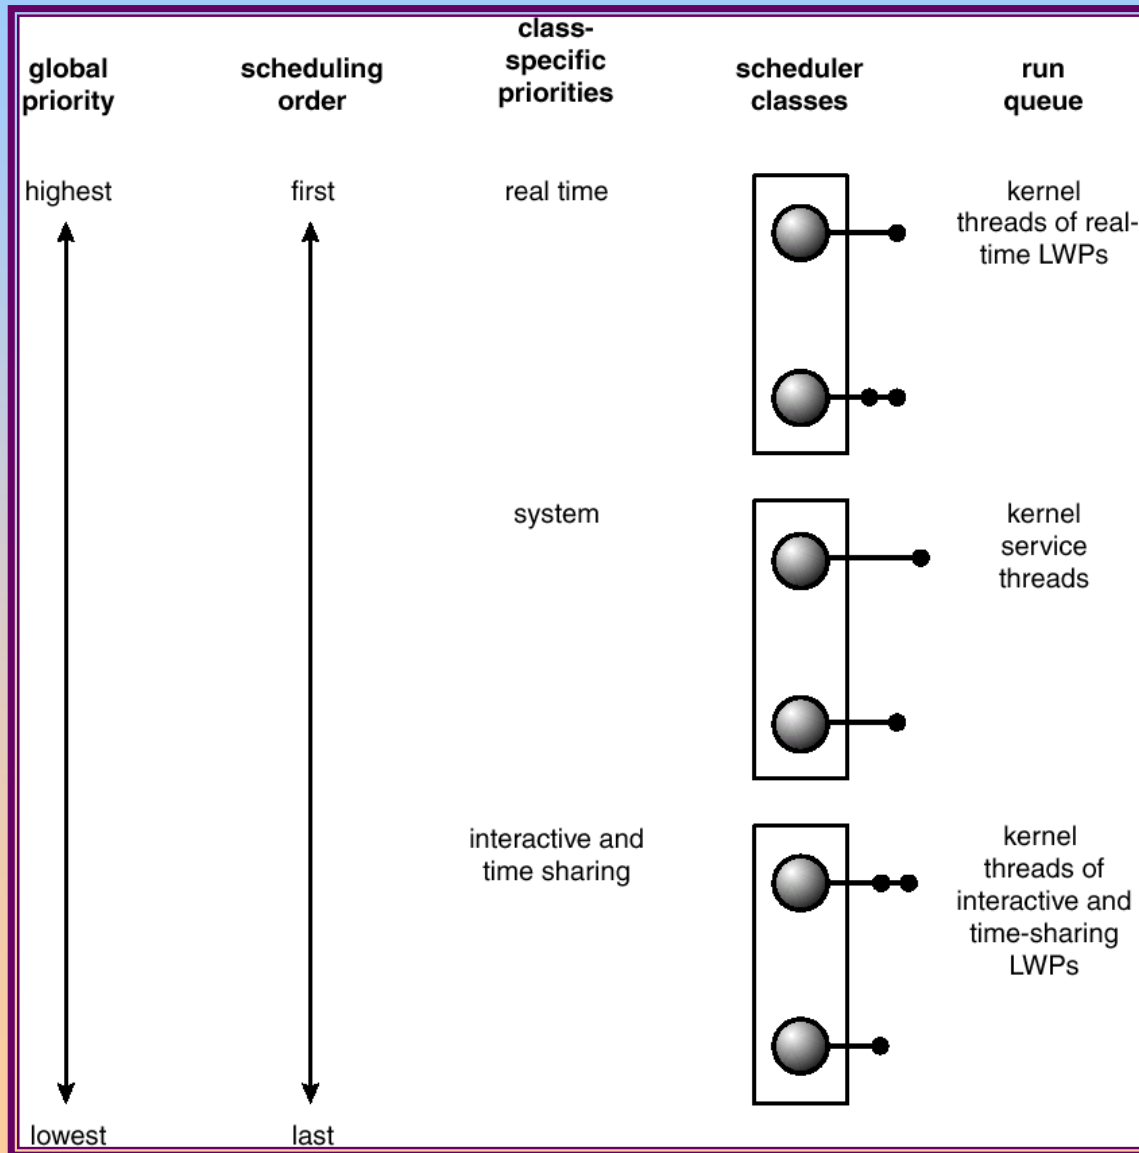 global
priority
scheduling
order
class-
specific
priorities
scheduler
classes
run
queue
highest
first
real time
kernel
threads of real-
time LWPs
system
kernel
service
threads
interactive and
time sharing
kernel
threads of
interactive and
time-sharing
LWPs
lowest
last